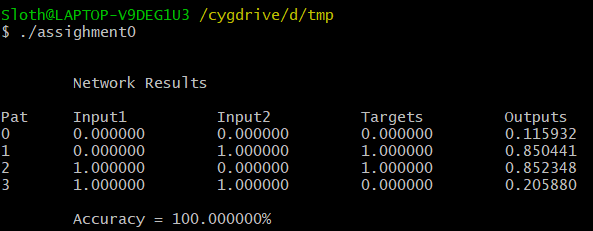 Sloth@LAPTOP-V9DEG1U3 /cygdrive/d/tmp
$ ./assighment0
Network Results
Pat Input1 Input2 Targets Outputs
0 0.000000 0.000000 0.000000 0.115932
1 0.000000 1.000000 1.000000 0.850441
2 1.000000 0.000000 1.000000 0.852348
3 1.000000 1.000000 0.000000 0.205880
Accuracy = 100.000000%